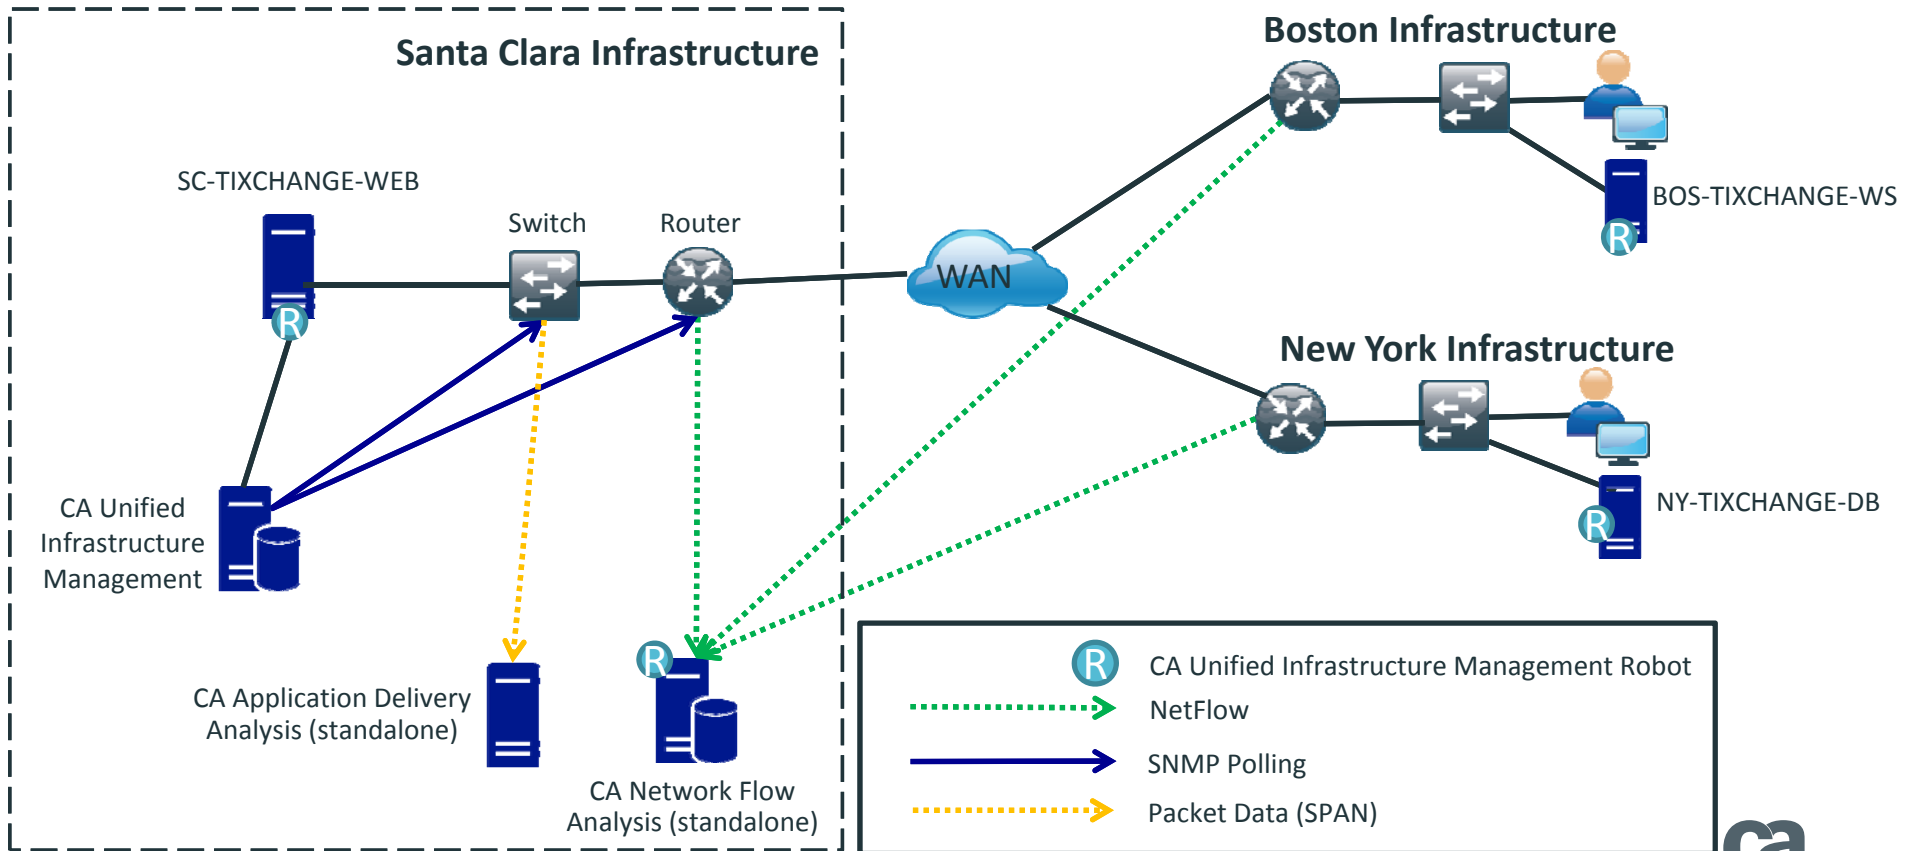 Santa Clara Infrastructure
Boston Infrastructure
SC-TIXCHANGE-WEB
Switch
Router
R
WAN
BOS-TIXCHANGE-WS
R
New York Infrastructure
NY-TIXCHANGE-DB
R
CA Unified
Infrastructure
Management
R
CA Application Delivery
Analysis (standalone)
CA Network Flow
Analysis (standalone)
R CA Unified Infrastructure Management Robot
NetFlow
SNMP Polling
Packet Data (SPAN)
ca